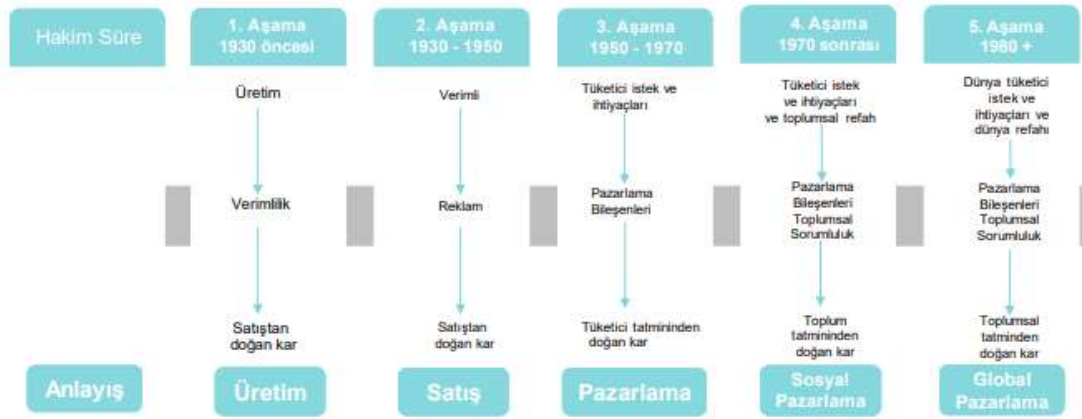 Hakim Süre
1. Aşama
1930 öncesi
2. Aşama
1930 - 1950
3. Aşama
1950 - 1970
4. Aşama
1970 sonrası
5. Aşama
1980 +
Üretim
Verimli
Tüketici istek ve
ihtiyaçları
Tüketici istek
ve ihtiyaçları
ve toplumsal refah
Dünya tüketici
istek ve
ihtiyaçları ve
dünya refahı
Verimlilik
Reklam
Pazarlama
Bileşenleri
Pazarlama
Bileşenleri
Toplumsal
Sorumluluk
Pazarlama
Bileşenleri
Toplumsal
Sorumluluk
Satıştan
doğan kar
Satıştan
doğan kar
Tüketici tatmininden
doğan kar
Toplum
tatmininden
doğan kar
Toplumsal
tatminden
doğan kar
Anlayış
Üretim
Satış
Pazarlama
Sosyal
Pazarlama
Global
Pazarlama